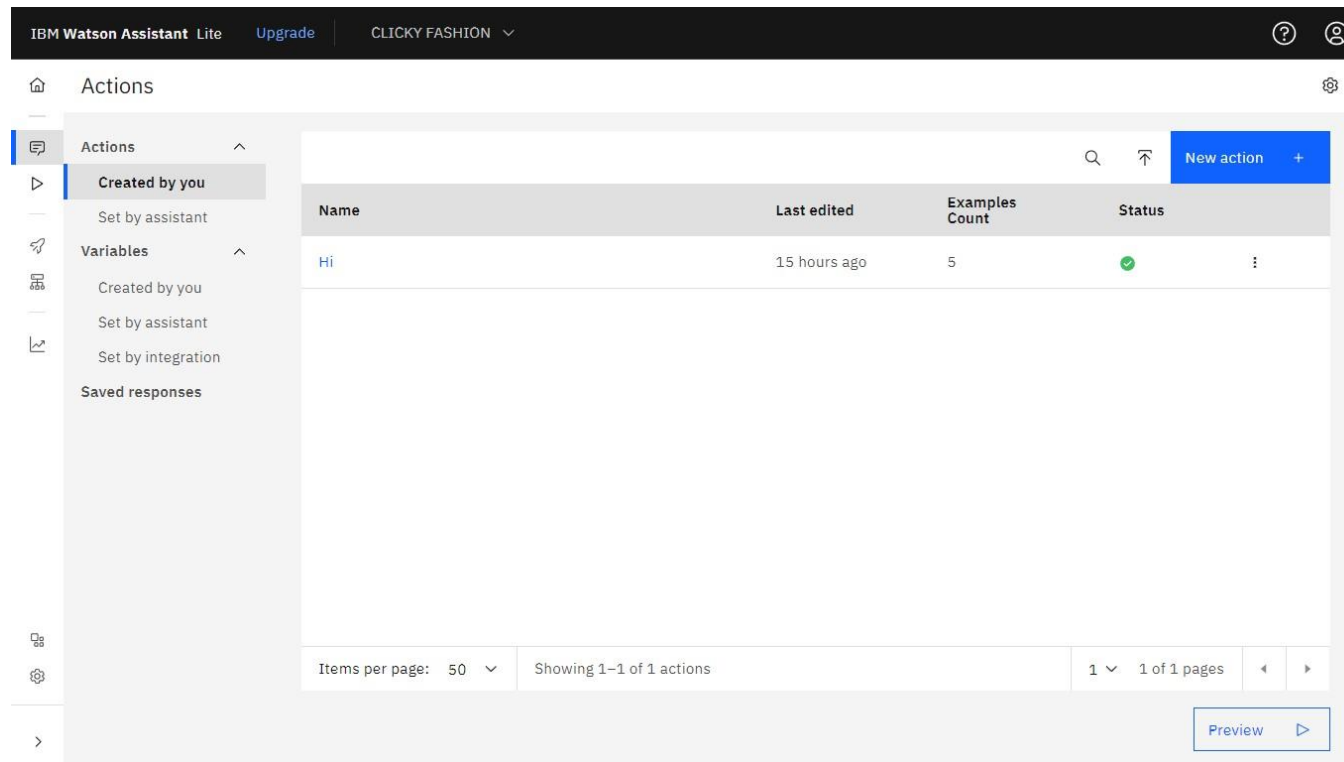 IBM Watson Assistant Lite Upgrade CLICKY FASHION
Actions
Actions
Created by you
Set by assistant
Variables
Created by you
Set by assistant
Set by integration
Saved responses
New action +
Name Last edited Examples Count Status
Hi 15 hours ago 5
Items per page: 50 Showing 1–1 of 1 actions 1 1 of 1 pages
Preview